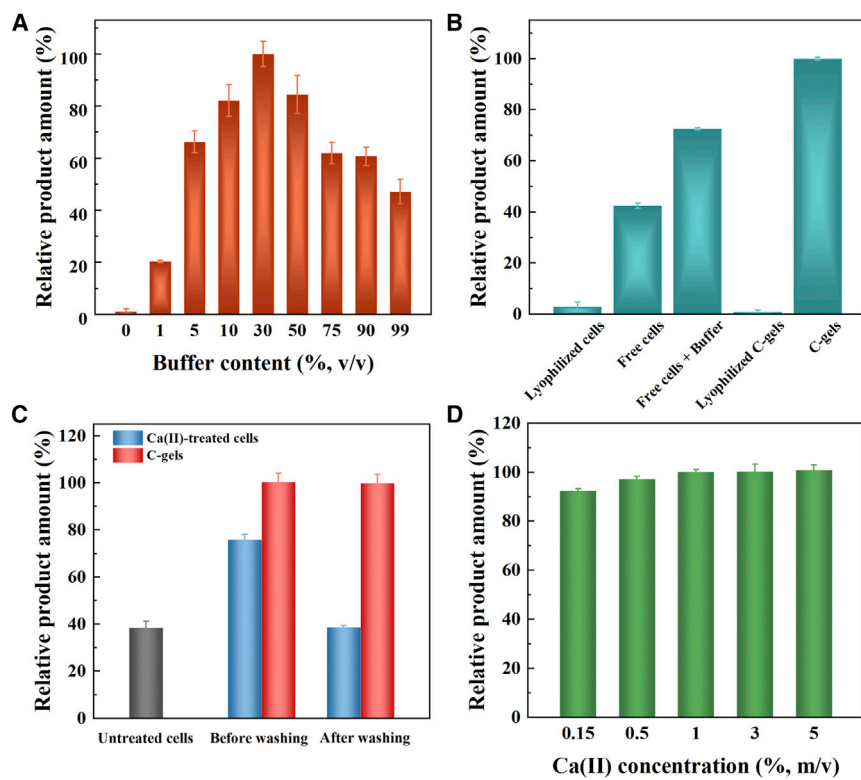 A
Relative product amount (%)
100
80
60
40
20
0
0 1 5 10 30 50 75 90 99
Buffer content (%, v/v)
B
Relative product amount (%)
100
80
60
40
20
0
Lyophilized cells
Free cells
Free cells + Buffer
Lyophilized C-gels
C-gels
C
Relative product amount (%)
120
100
80
60
40
20
0
Ca(II)-treated cells
C-gels
Untreated cells Before washing After washing
D
Relative product amount (%)
120
100
80
60
40
20
0
0.15 0.5 1 3 5
Ca(II) concentration (%, m/v)